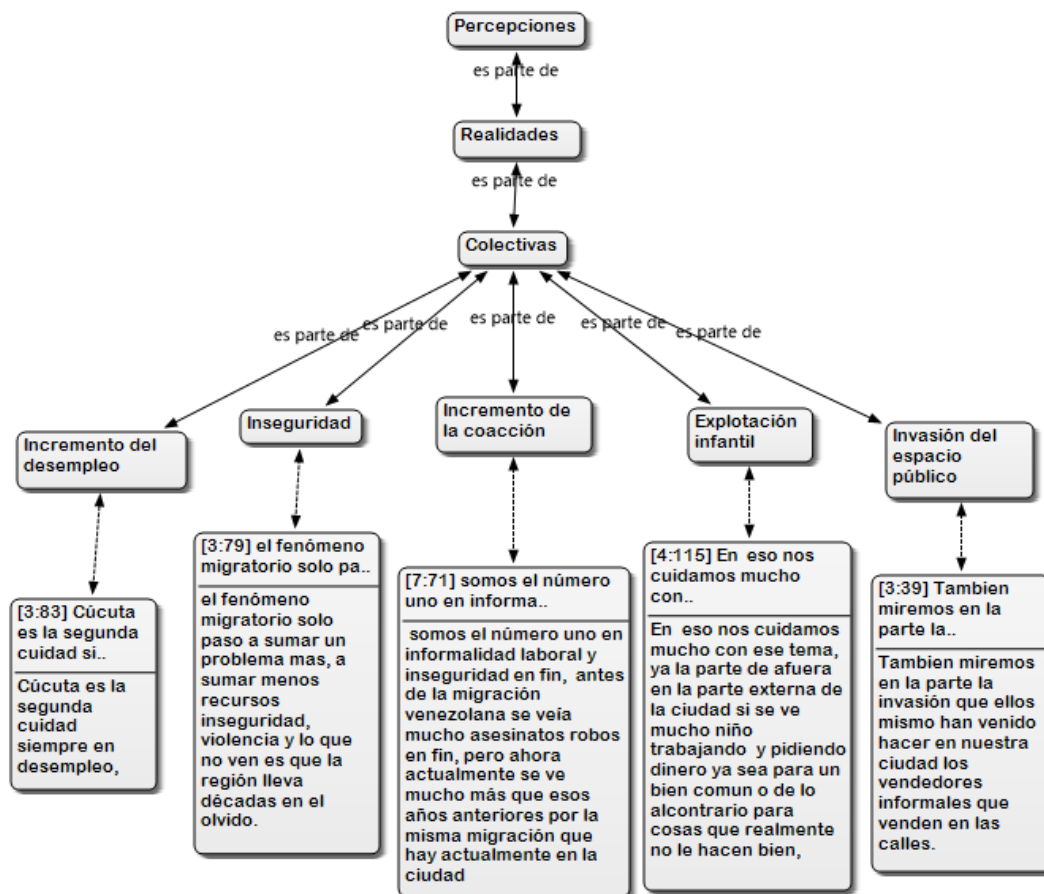 Percepciones
es parte de
Realidades
es parte de
Colectivas
es parte de
es parte de
es parte de
es parte de
es parte de
Incremento del
desempleo
Inseguridad
Incremento de
la coacción
Explotación
infantil
Invasión del
espacio
público
[3:83] Cúcuta
es la segunda
cuidad si..
Cúcuta es la
segunda
cuidad
siempre en
desempleo,
[3:79] el fenómeno
migratorio solo pa..
el fenómeno
migratorio solo
paso a sumar un
problema mas, a
sumar menos
recursos
inseguridad,
violencia y lo que
no ven es que la
región lleva
décadas en el
olvido.
[7:71] somos el número
uno en informa..
somos el número uno en
informalidad laboral y
inseguridad en fin, antes
de la migración
venezolana se veía
mucho asesinatos robos
en fin, pero ahora
actualmente se ve
mucho más que esos
años anteriores por la
misma migración que
hay actualmente en la
ciudad
[4:115] En eso nos
cuidamos mucho
con..
En eso nos cuidamos
mucho con ese tema,
ya la parte de afuera
en la parte externa de
la ciudad si se ve
mucho niño
trabajando y pidiendo
dinero ya sea para un
bien comun o de lo
alcontrario para
cosas que realmente
no le hacen bien,
[3:39] Tambien
miremos en la
parte la..
Tambien miremos
en la parte la
invasión que ellos
mismo han venido
hacer en nuestra
ciudad los
vendedores
informales que
venden en las
calles.